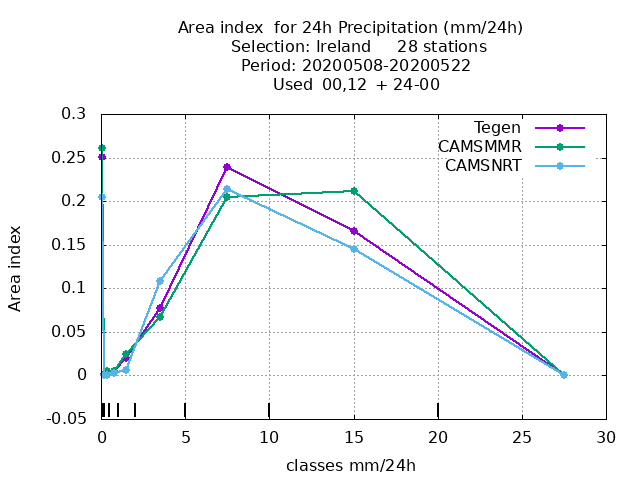 Area index  for 24h Precipitation (mm/24h)
Selection: Ireland     28 stations
Period: 20200508-20200522
Used  00,12  + 24-00
Tegen
CAMSMMR
CAMSNRT
0.3
0.25
0.2
0.15
0.1
0.05
0
-0.05
Area index
0 5 10 15 20 25 30
classes mm/24h